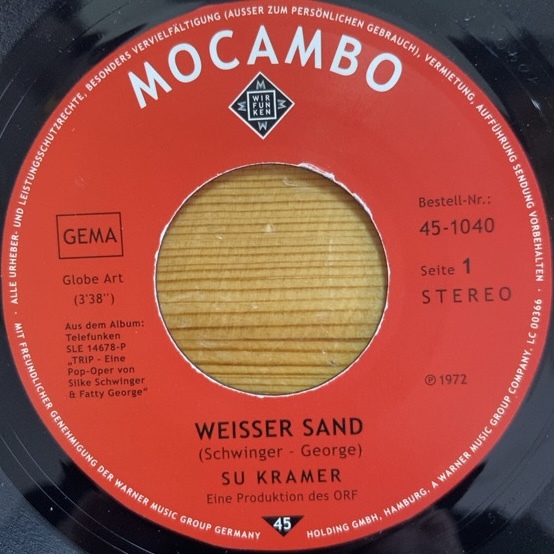 · ALLE URHEBER- UND LEISTUNGSSCHUTZRECHTE, BESONDERS VERVIELFÄLTIGUNG (AUSSER ZUM PERSÖNLICHEN GEBRAUCH), VERMIETUNG, AUFFÜHRUNG SENDUNG VORBEHALTEN ·
MOCAMBO
M
M WIR M
FUN
KEN
M
GEMA
Globe Art
(3'38")
Aus dem Album:
Telefunken
SLE 14678-P
„TRIP - Eine
Pop-Oper von
Silke Schwinger
& Fatty George"
Bestell-Nr.:
45-1040
Seite 1
STEREO
℗ 1972
WEISSER SAND
(Schwinger - George)
SU KRAMER
Eine Produktion des ORF
45
MIT FREUNDLICHER GENEHMIGUNG DER WARNER MUSIC GROUP GERMANY HOLDING GMBH, HAMBURG, A WARNER MUSIC GROUP COMPANY. LC 00366